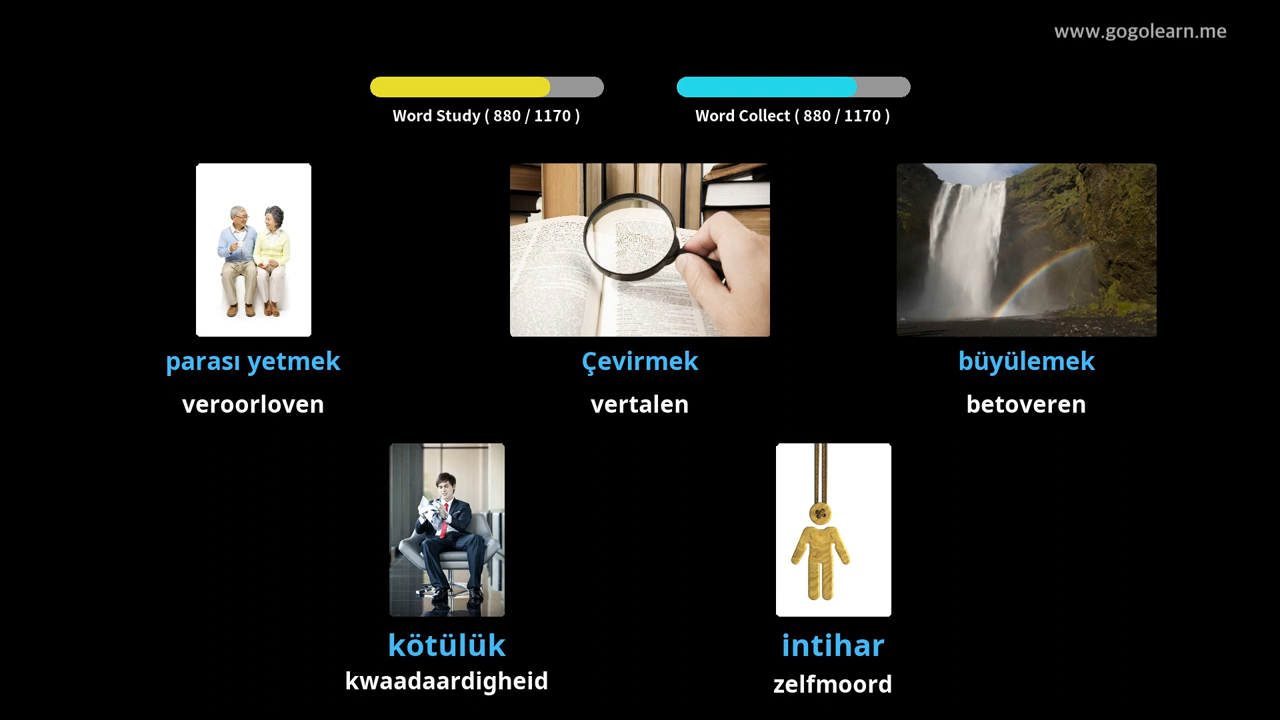 www.gogolearn.me
Word Study ( 880 / 1170 )
Word Collect ( 880 / 1170 )
parası yetmek
veroorloven
Çevirmek
vertalen
büyülemek
betoveren
kötülük
kwaadaardigheid
intihar
zelfmoord